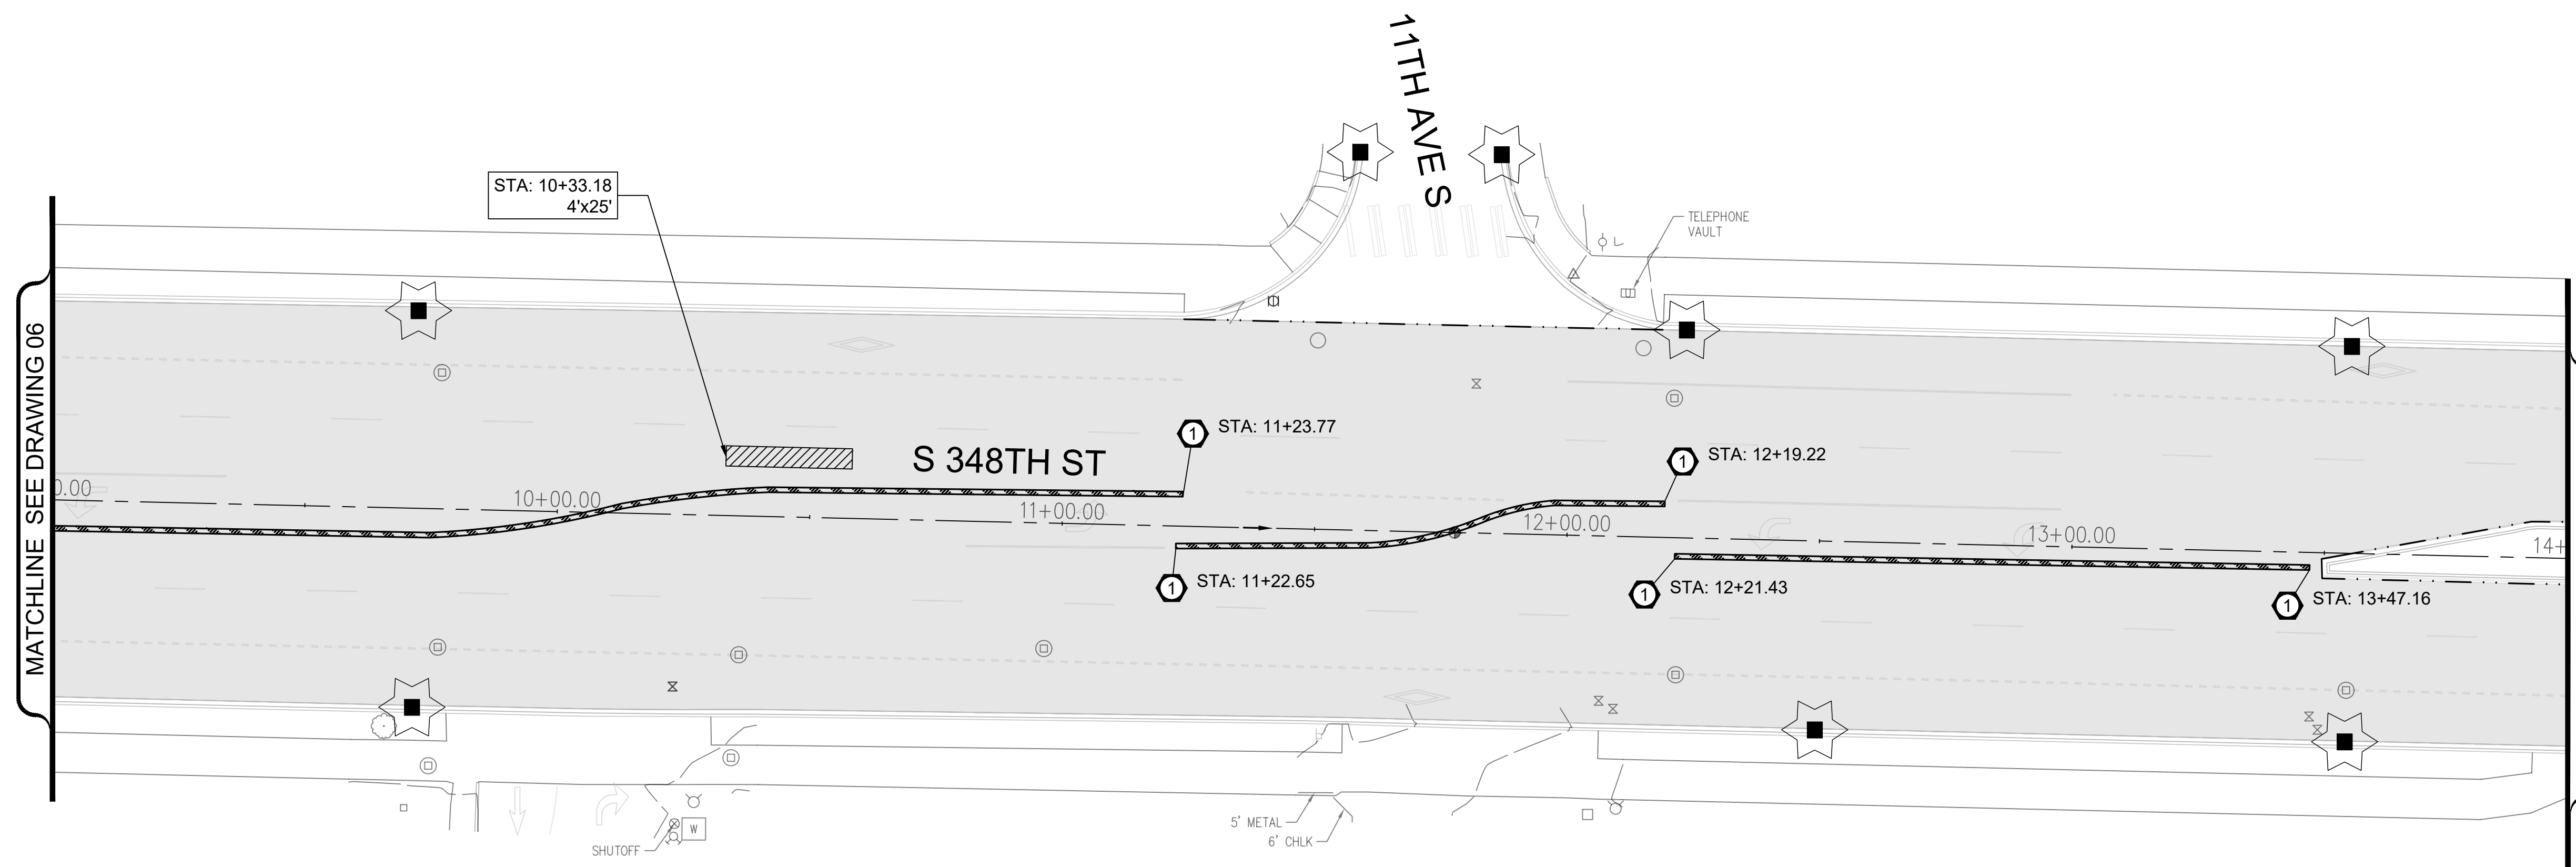 11TH AVE S
STA: 10+33.18
4'x25'
TELEPHONE
VAULT
MATCHLINE SEE DRAWING 06
S 348TH ST
1
STA: 11+23.77
1
STA: 12+19.22
0.00
10+00.00
11+00.00
12+00.00
13+00.00
14+
1
STA: 11+22.65
1
STA: 12+21.43
1
STA: 13+47.16
5' METAL
6' CHLK
W
SHUTOFF